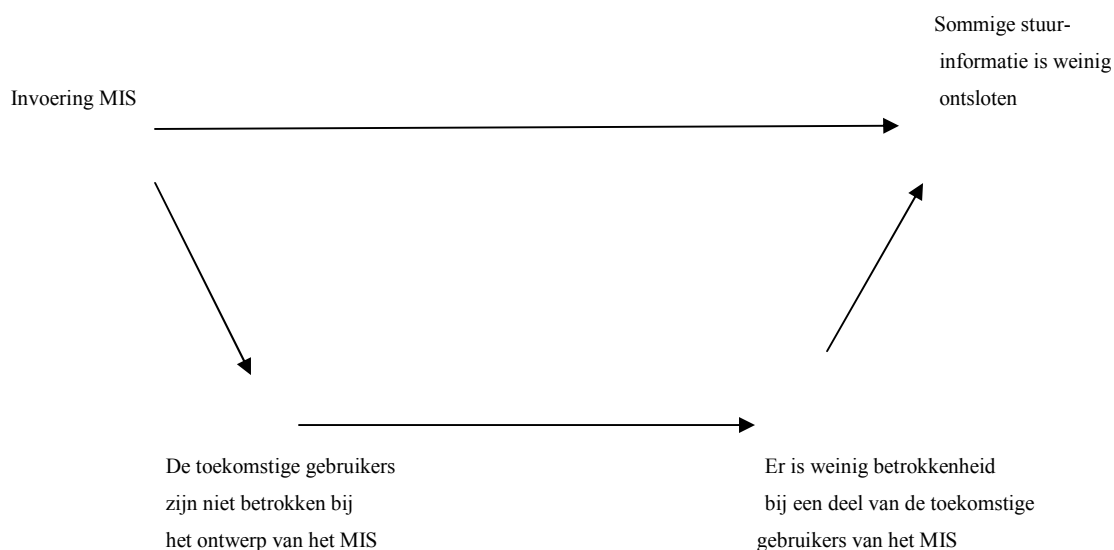 Sommige stuur-
informatie is weinig
ontsloten
Invoering MIS
De toekomstige gebruikers
zijn niet betrokken bij
het ontwerp van het MIS
Er is weinig betrokkenheid
bij een deel van de toekomstige
gebruikers van het MIS